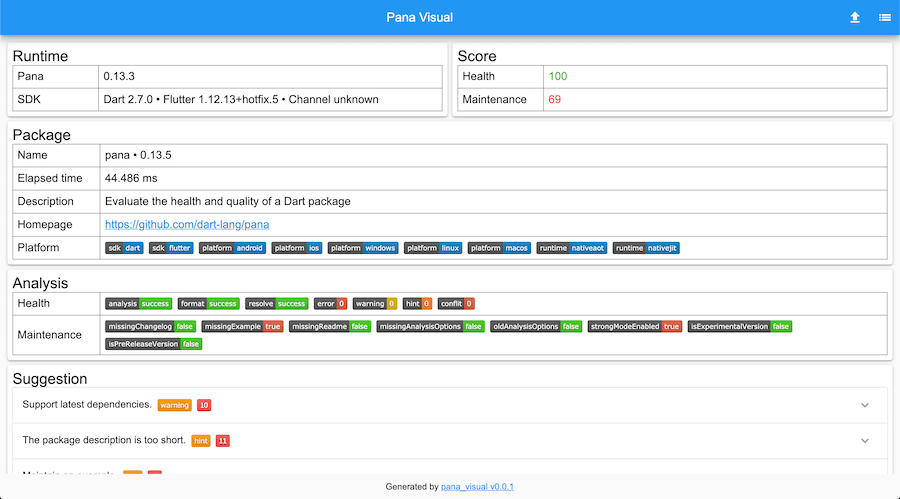 Pana Visual
Runtime
Pana 0.13.3
SDK Dart 2.7.0 • Flutter 1.12.13+hotfix.5 • Channel unknown
Score
Health 100
Maintenance 69
Package
Name pana • 0.13.5
Elapsed time 44.486 ms
Description Evaluate the health and quality of a Dart package
Homepage https://github.com/dart-lang/pana
Platform sdk dart sdk flutter platform android platform ios platform windows platform linux platform macos runtime nativeaot runtime nativejit
Analysis
Health analysis success format success resolve success error 0 warning 0 hint 0 conflit 0
Maintenance missingChangelog false missingExample true missingReadme false missingAnalysisOptions false oldAnalysisOptions false strongModeEnabled true isExperimentalVersion false
isPreReleaseVersion false
Suggestion
Support latest dependencies. warning 10
The package description is too short. hint 11
Maintain an example.
Generated by pana_visual v0.0.1